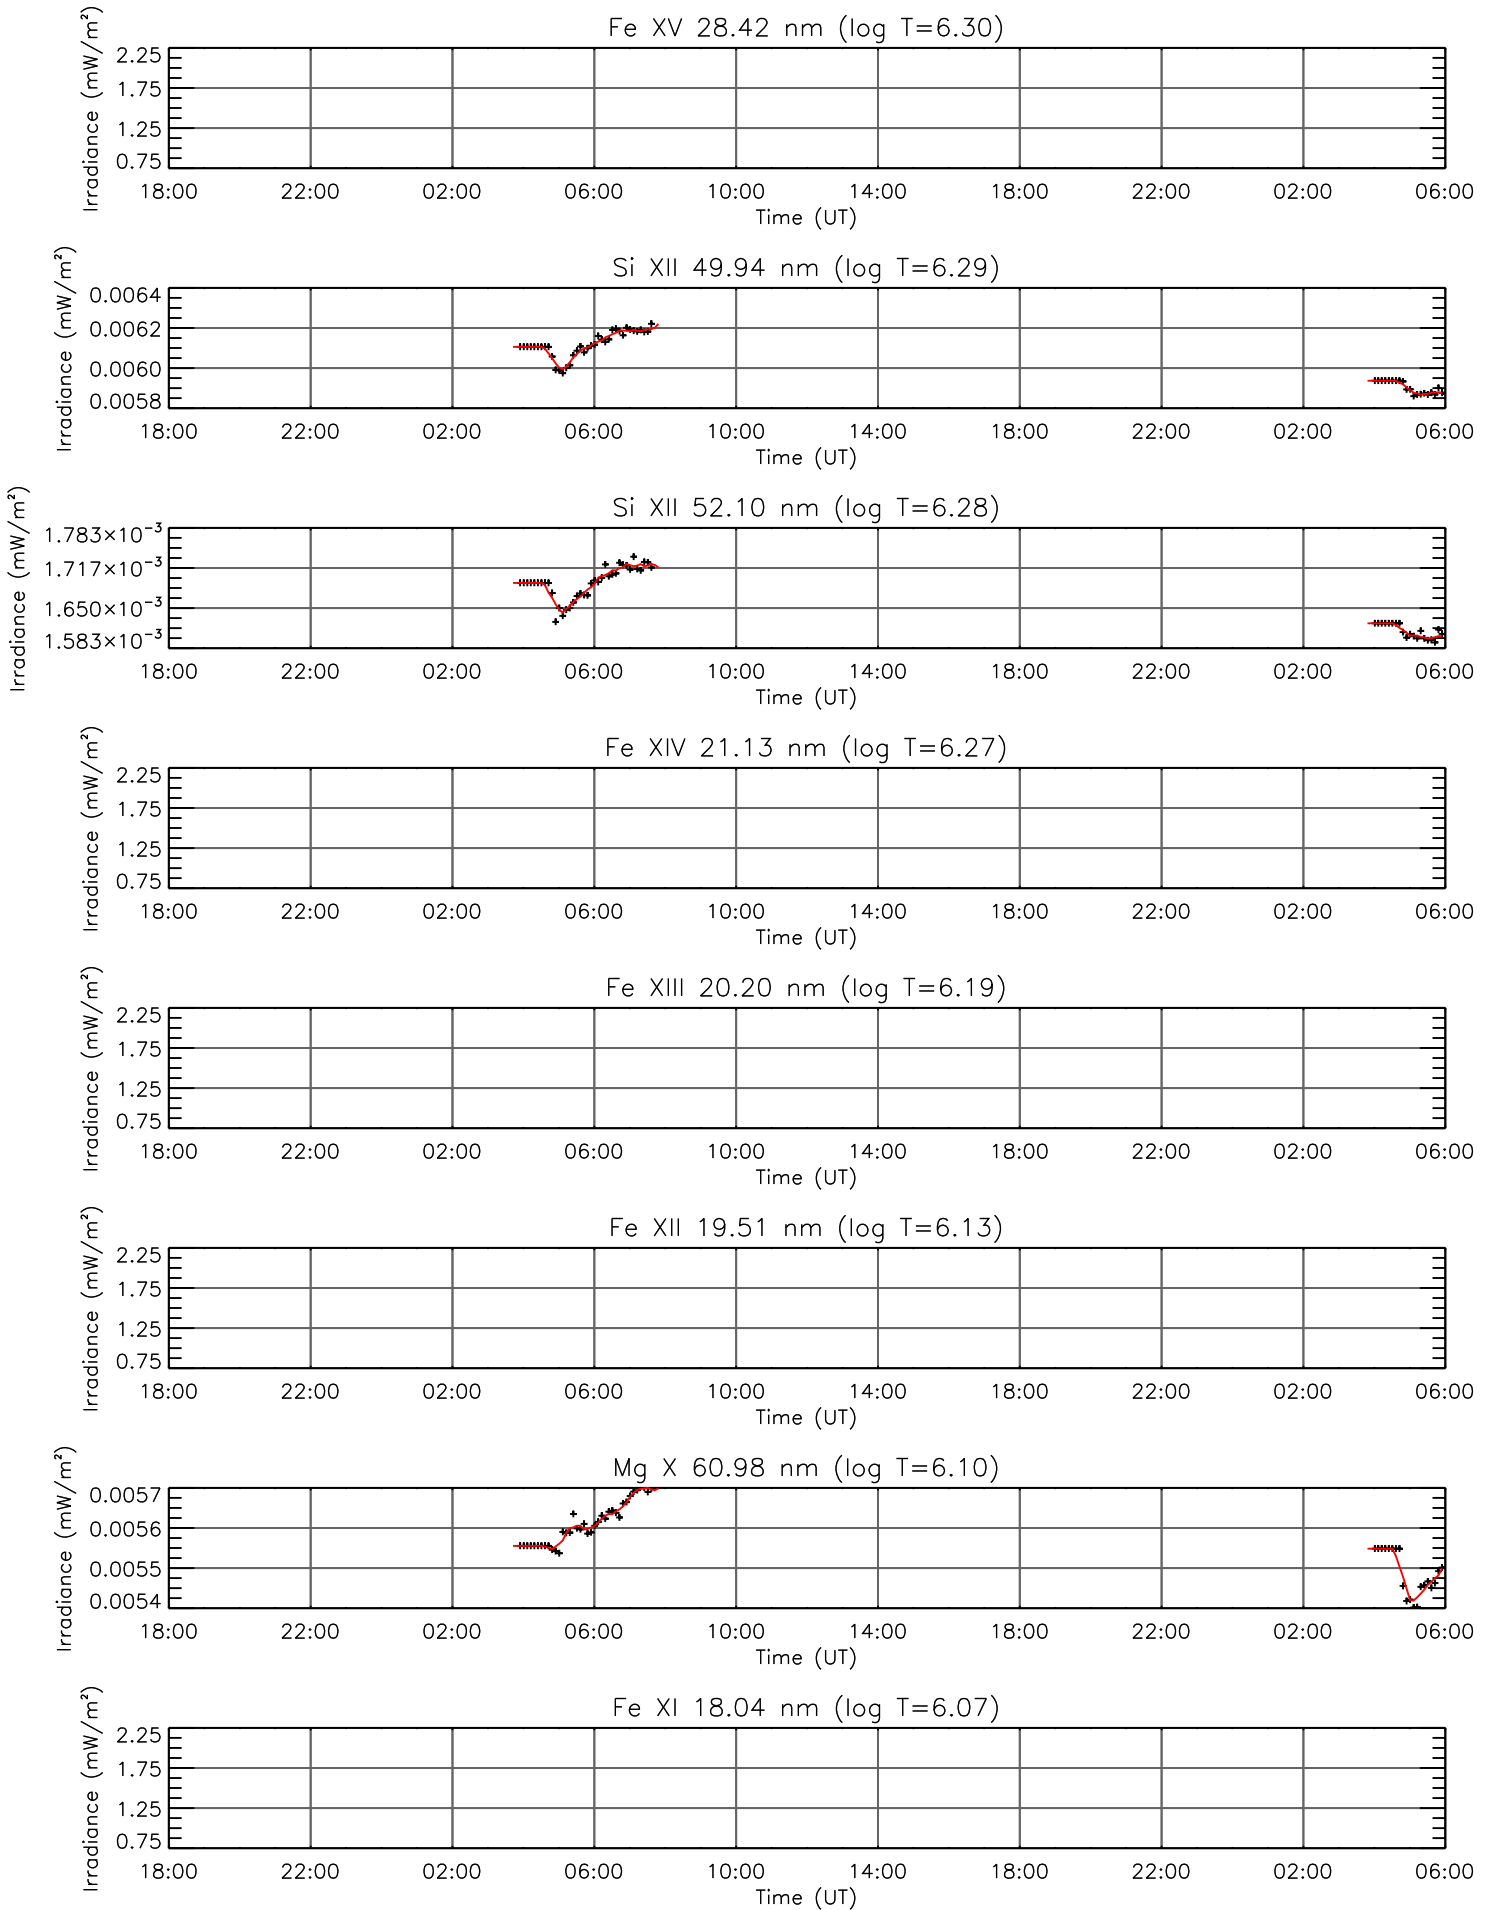 Fe XV 28.42 nm (log T=6.30)
Irradiance (mW/m²)
2.25
1.75
1.25
0.75
18:00 22:00 02:00 06:00 10:00 14:00 18:00 22:00 02:00 06:00
Time (UT)
Si XII 49.94 nm (log T=6.29)
Irradiance (mW/m²)
0.0064
0.0062
0.0060
0.0058
18:00 22:00 02:00 06:00 10:00 14:00 18:00 22:00 02:00 06:00
Time (UT)
Si XII 52.10 nm (log T=6.28)
Irradiance (mW/m²)
1.783×10⁻³
1.717×10⁻³
1.650×10⁻³
1.583×10⁻³
18:00 22:00 02:00 06:00 10:00 14:00 18:00 22:00 02:00 06:00
Time (UT)
Fe XIV 21.13 nm (log T=6.27)
Irradiance (mW/m²)
2.25
1.75
1.25
0.75
18:00 22:00 02:00 06:00 10:00 14:00 18:00 22:00 02:00 06:00
Time (UT)
Fe XIII 20.20 nm (log T=6.19)
Irradiance (mW/m²)
2.25
1.75
1.25
0.75
18:00 22:00 02:00 06:00 10:00 14:00 18:00 22:00 02:00 06:00
Time (UT)
Fe XII 19.51 nm (log T=6.13)
Irradiance (mW/m²)
2.25
1.75
1.25
0.75
18:00 22:00 02:00 06:00 10:00 14:00 18:00 22:00 02:00 06:00
Time (UT)
Mg X 60.98 nm (log T=6.10)
Irradiance (mW/m²)
0.0057
0.0056
0.0055
0.0054
18:00 22:00 02:00 06:00 10:00 14:00 18:00 22:00 02:00 06:00
Time (UT)
Fe XI 18.04 nm (log T=6.07)
Irradiance (mW/m²)
2.25
1.75
1.25
0.75
18:00 22:00 02:00 06:00 10:00 14:00 18:00 22:00 02:00 06:00
Time (UT)